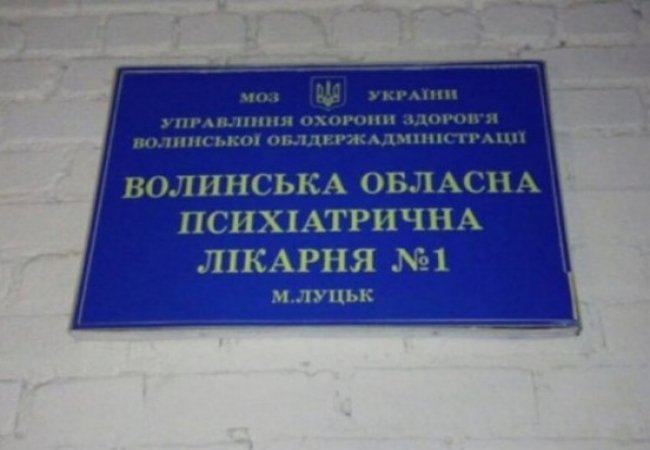 МОЗ УКРАЇНИ
УПРАВЛІННЯ ОХОРОНИ ЗДОРОВ'Я
ВОЛИНСЬКОЇ ОБЛДЕРЖАДМІНІСТРАЦІЇ
ВОЛИНСЬКА ОБЛАСНА
ПСИХІАТРИЧНА
ЛІКАРНЯ №1
М.ЛУЦЬК